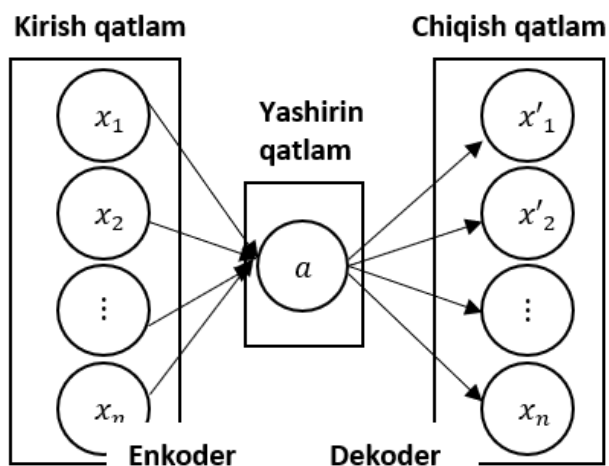 Kirish qatlam
Chiqish qatlam
Yashirin
qatlam
x₁
x₂
⋮
xₙ
a
x'₁
x'₂
⋮
xₙ
Enkoder
Dekoder